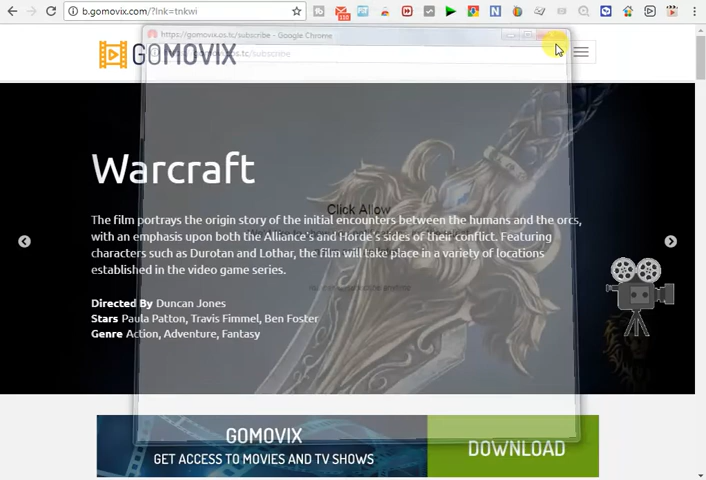 b.gomovix.com/?lnk=tnkwi
110
https://gomovix.os.tc/subscribe - Google Chrome
GOMOVIX
Warcraft
Click Allow
The film portrays the origin story of the initial encounters between the humans and the orcs,
with an emphasis upon both the Alliance's and Horde's sides of their conflict. Featuring
characters such as Durotan and Lothar, the film will take place in a variety of locations
established in the video game series.
Directed By Duncan Jones
Stars Paula Patton, Travis Fimmel, Ben Foster
Genre Action, Adventure, Fantasy
GOMOVIX
GET ACCESS TO MOVIES AND TV SHOWS
DOWNLOAD